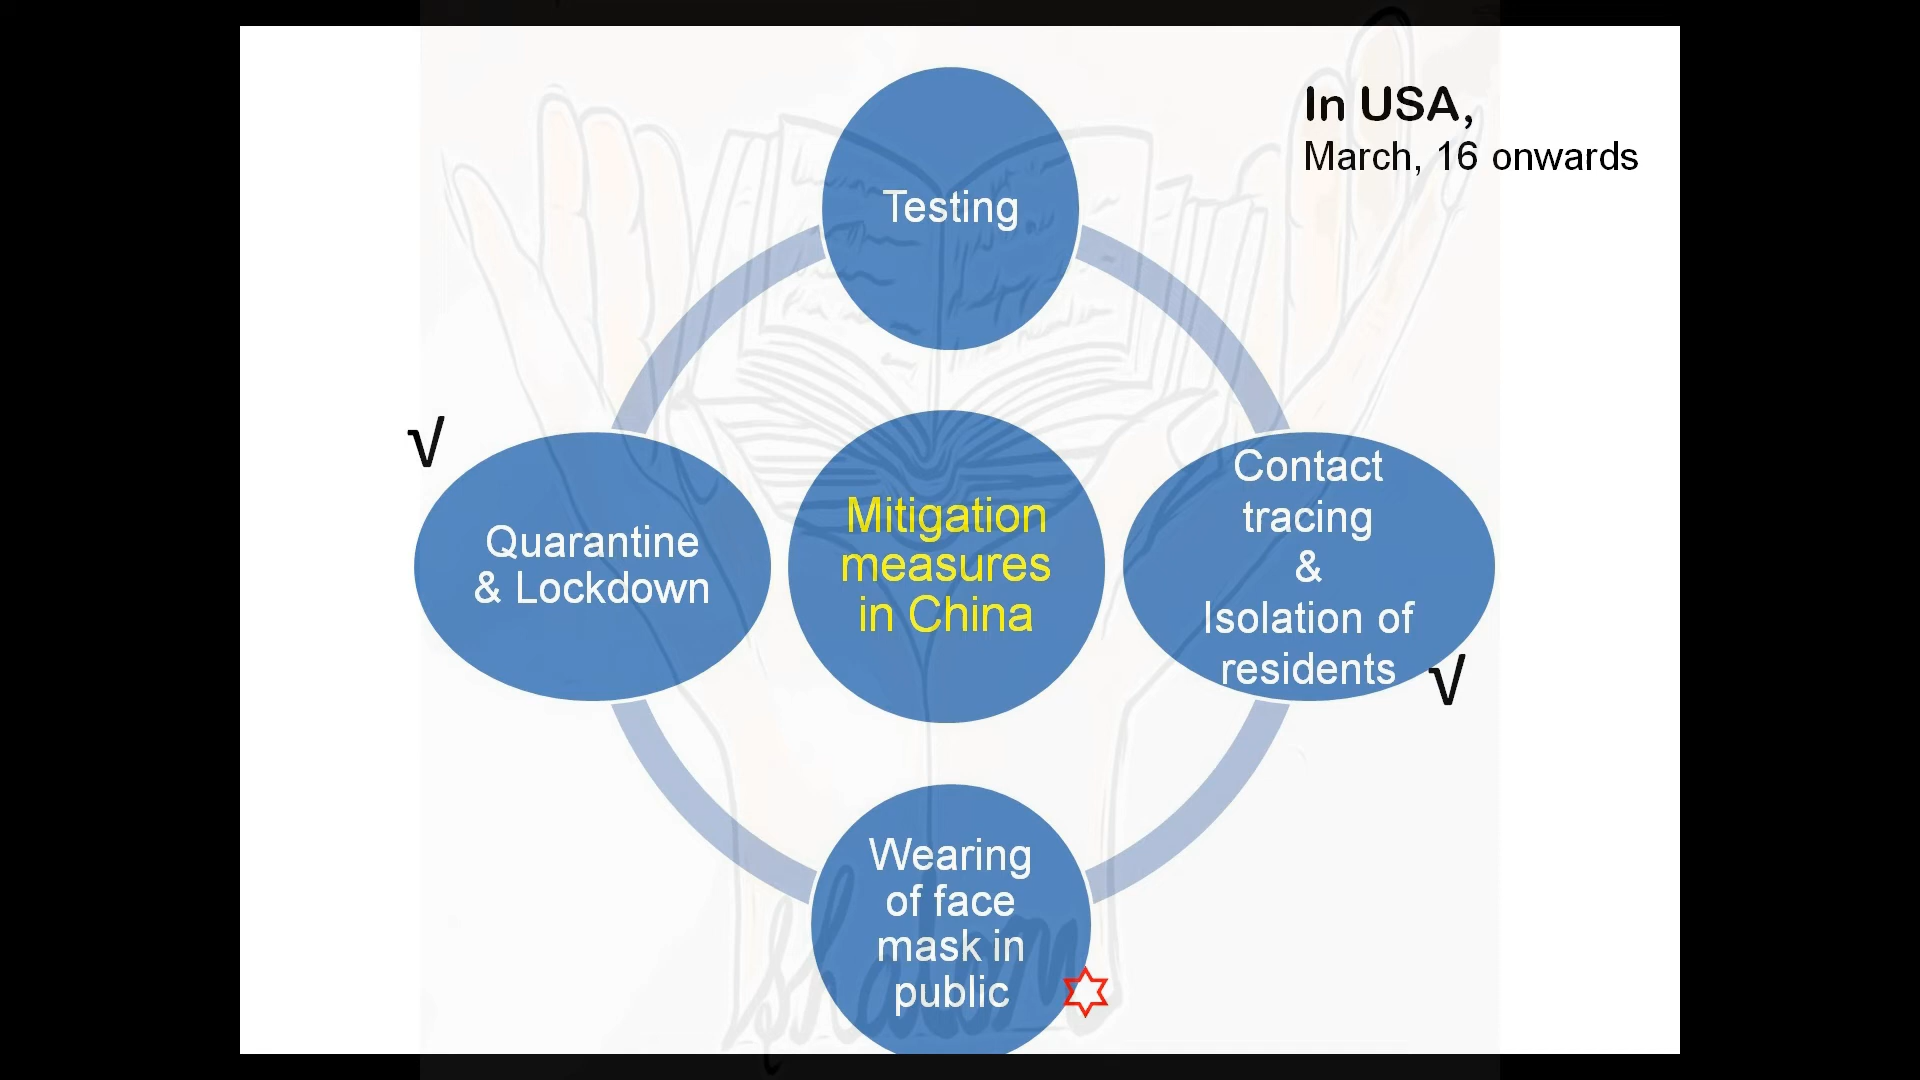 In USA,
March, 16 onwards
Testing
√
Quarantine
& Lockdown
Mitigation
measures
in China
Contact
tracing
&
Isolation of
residents
√
Wearing
of face
mask in
public
shalom